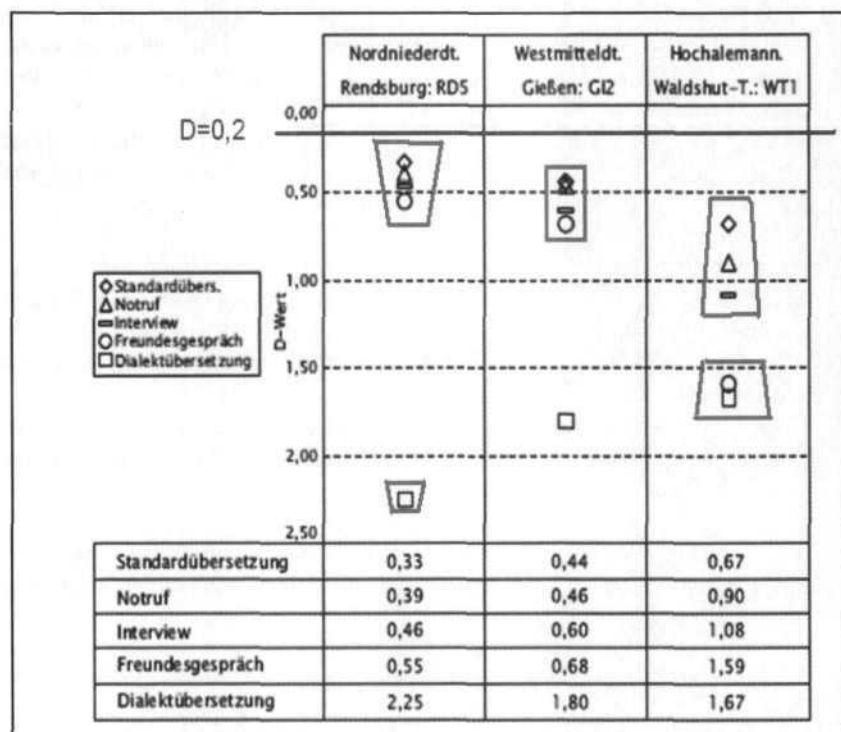 Nordniederdt. Westmitteldt. Hochalemann.
Rendsburg: RD5 Gießen: GI2 Waldshut-T.: WT1
0,00
D=0,2
0,50
◇ Standardübers.
△ Notruf
Interview
○ Freundesgespräch
□ Dialektübersetzung
D-Wert
1,00
1,50
2,00
2,50
Standardübersetzung 0,33 0,44 0,67
Notruf 0,39 0,46 0,90
Interview 0,46 0,60 1,08
Freundesgespräch 0,55 0,68 1,59
Dialektübersetzung 2,25 1,80 1,67